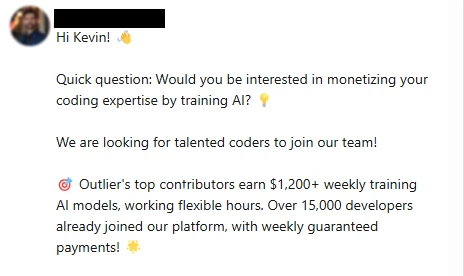 Hi Kevin! 👋
Quick question: Would you be interested in monetizing your
coding expertise by training AI? 💡
We are looking for talented coders to join our team!
🎯 Outlier's top contributors earn $1,200+ weekly training
AI models, working flexible hours. Over 15,000 developers
already joined our platform, with weekly guaranteed
payments! 🌟